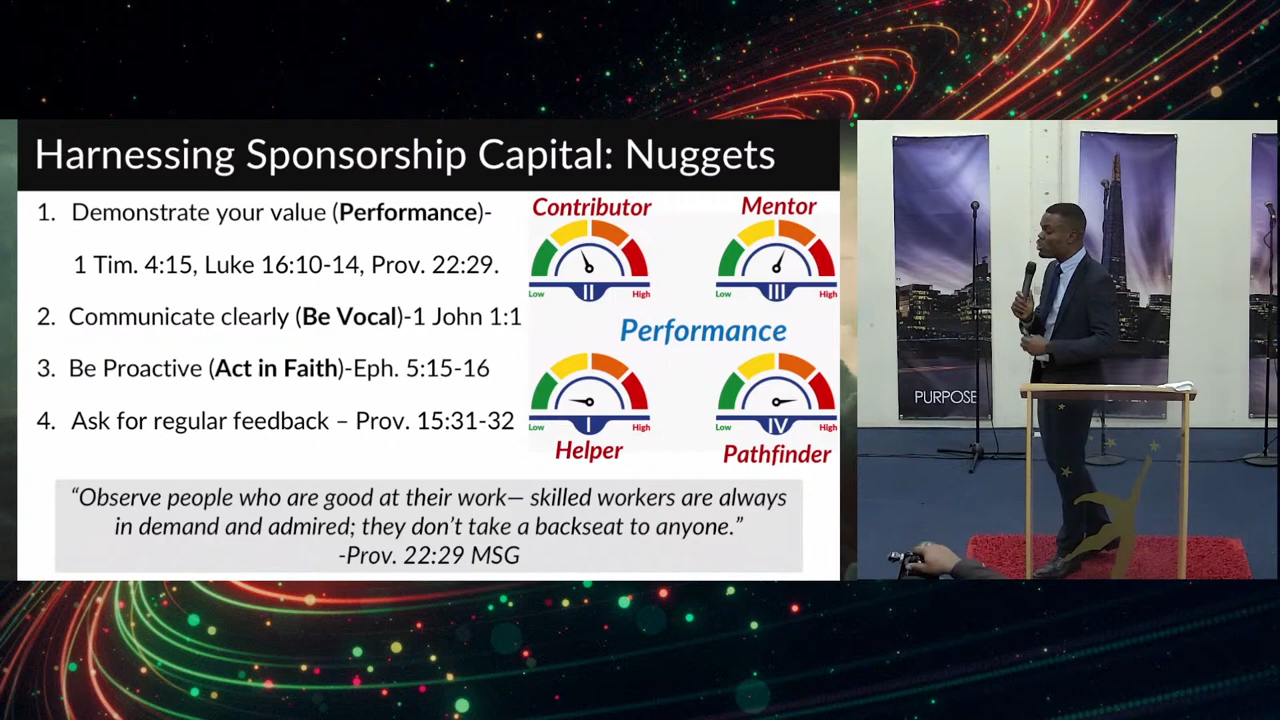 Harnessing Sponsorship Capital: Nuggets
1. Demonstrate your value (Performance)-
1 Tim. 4:15, Luke 16:10-14, Prov. 22:29.
2. Communicate clearly (Be Vocal)-1 John 1:1
3. Be Proactive (Act in Faith)-Eph. 5:15-16
4. Ask for regular feedback – Prov. 15:31-32
Contributor
Low
II
High
Mentor
Low
III
High
Performance
Low
I
High
Helper
Low
IV
High
Pathfinder
“Observe people who are good at their work— skilled workers are always
in demand and admired; they don’t take a backseat to anyone.”
-Prov. 22:29 MSG
PURPOSE